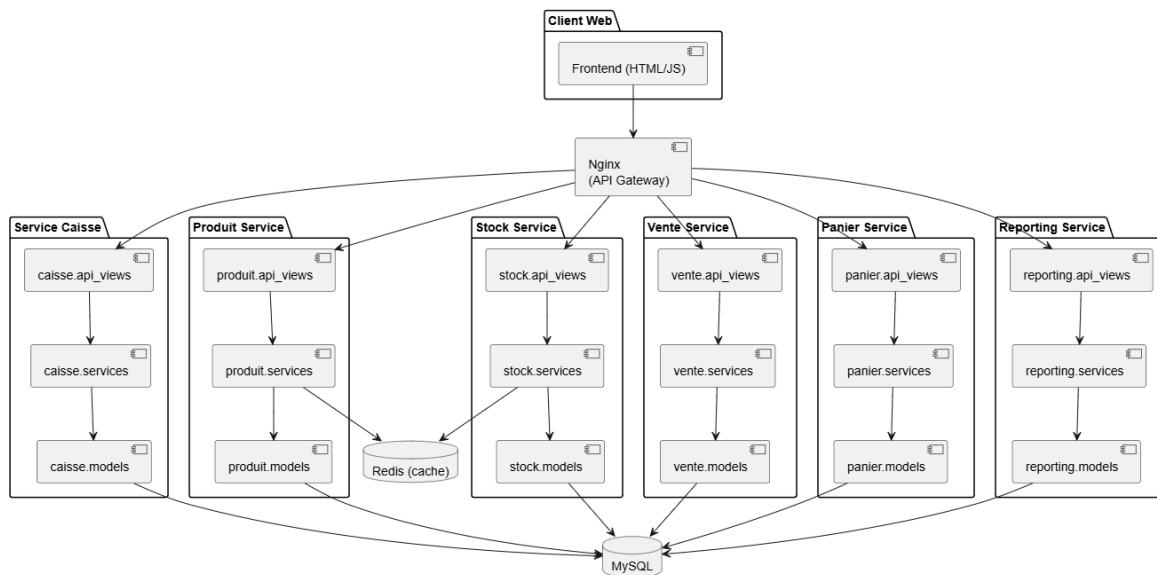 Client Web
Frontend (HTML/JS)
Nginx
(API Gateway)
Service Caisse
Produit Service
Stock Service
Vente Service
Panier Service
Reporting Service
caisse.api_views
produit.api_views
stock.api_views
vente.api_views
panier.api_views
reporting.api_views
caisse.services
produit.services
stock.services
vente.services
panier.services
reporting.services
caisse.models
produit.models
Redis (cache)
stock.models
vente.models
panier.models
reporting.models
MySQL